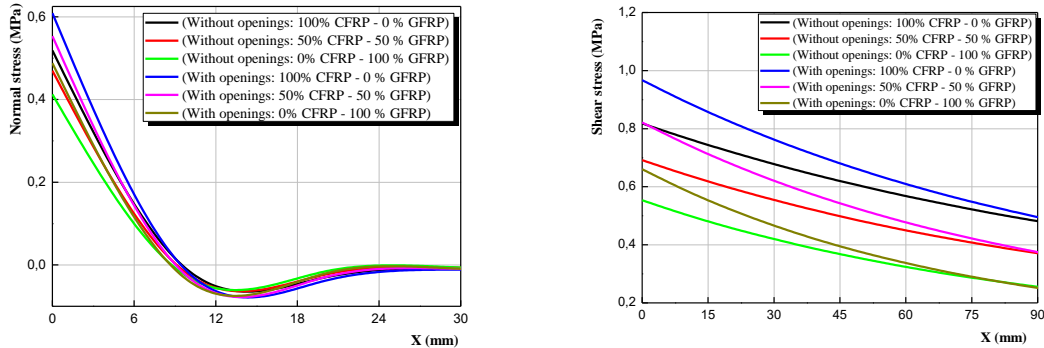 Normal stress (MPa)
0,6
0,4
0,2
0,0
(Without openings: 100% CFRP - 0 % GFRP)
(Without openings: 50% CFRP - 50 % GFRP)
(Without openings: 0% CFRP - 100 % GFRP)
(With openings: 100% CFRP - 0 % GFRP)
(With openings: 50% CFRP - 50 % GFRP)
(With openings: 0% CFRP - 100 % GFRP)
0 6 12 18 24 30
X (mm)
Shear stress (MPa)
1,2
1.0
0.8
0.6
0,4
0,2
(Without openings: 100% CFRP - 0 % GFRP)
(Without openings: 50% CFRP - 50 % GFRP)
(Without openings: 0% CFRP - 100 % GFRP)
(With openings: 100% CFRP - 0 % GFRP)
(With openings: 50% CFRP - 50 % GFRP)
(With openings: 0% CFRP - 100 % GFRP)
0 15 30 45 60 75 90
X (mm)